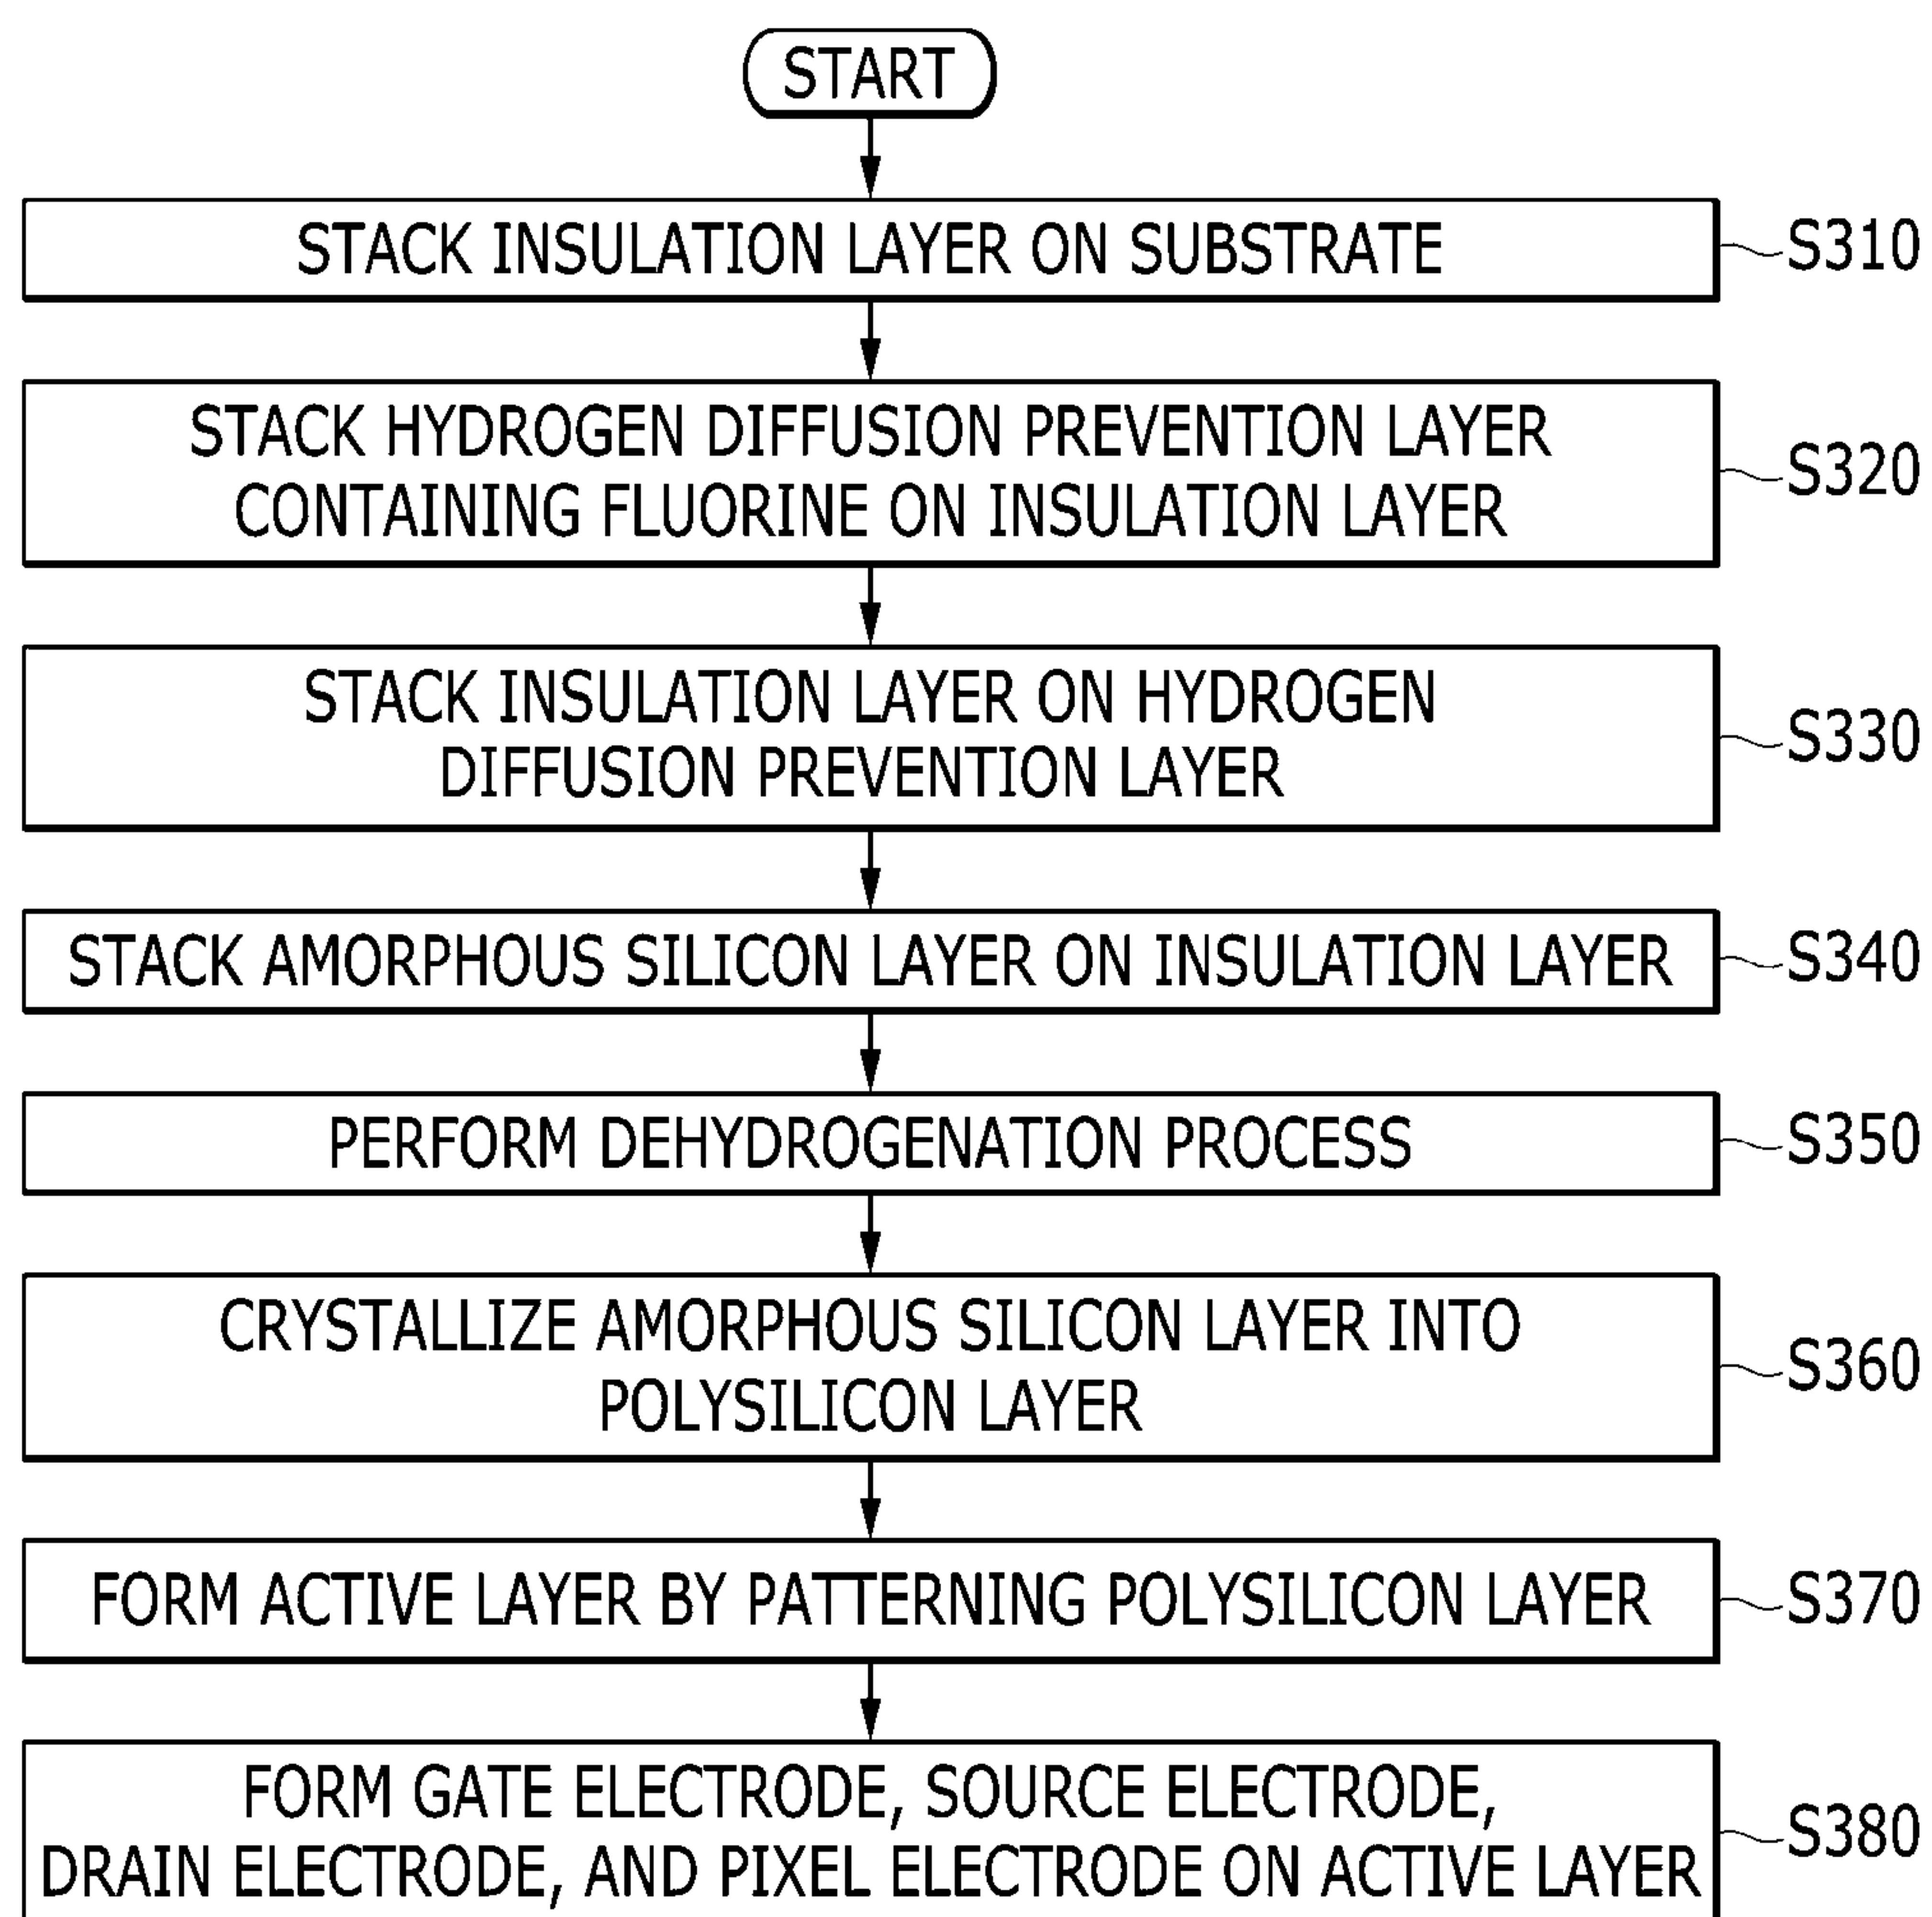 START
STACK INSULATION LAYER ON SUBSTRATE
S310
STACK HYDROGEN DIFFUSION PREVENTION LAYER
CONTAINING FLUORINE ON INSULATION LAYER
S320
STACK INSULATION LAYER ON HYDROGEN
DIFFUSION PREVENTION LAYER
S330
STACK AMORPHOUS SILICON LAYER ON INSULATION LAYER
S340
PERFORM DEHYDROGENATION PROCESS
S350
CRYSTALLIZE AMORPHOUS SILICON LAYER INTO
POLYSILICON LAYER
S360
FORM ACTIVE LAYER BY PATTERNING POLYSILICON LAYER
S370
FORM GATE ELECTRODE, SOURCE ELECTRODE,
DRAIN ELECTRODE, AND PIXEL ELECTRODE ON ACTIVE LAYER
S380